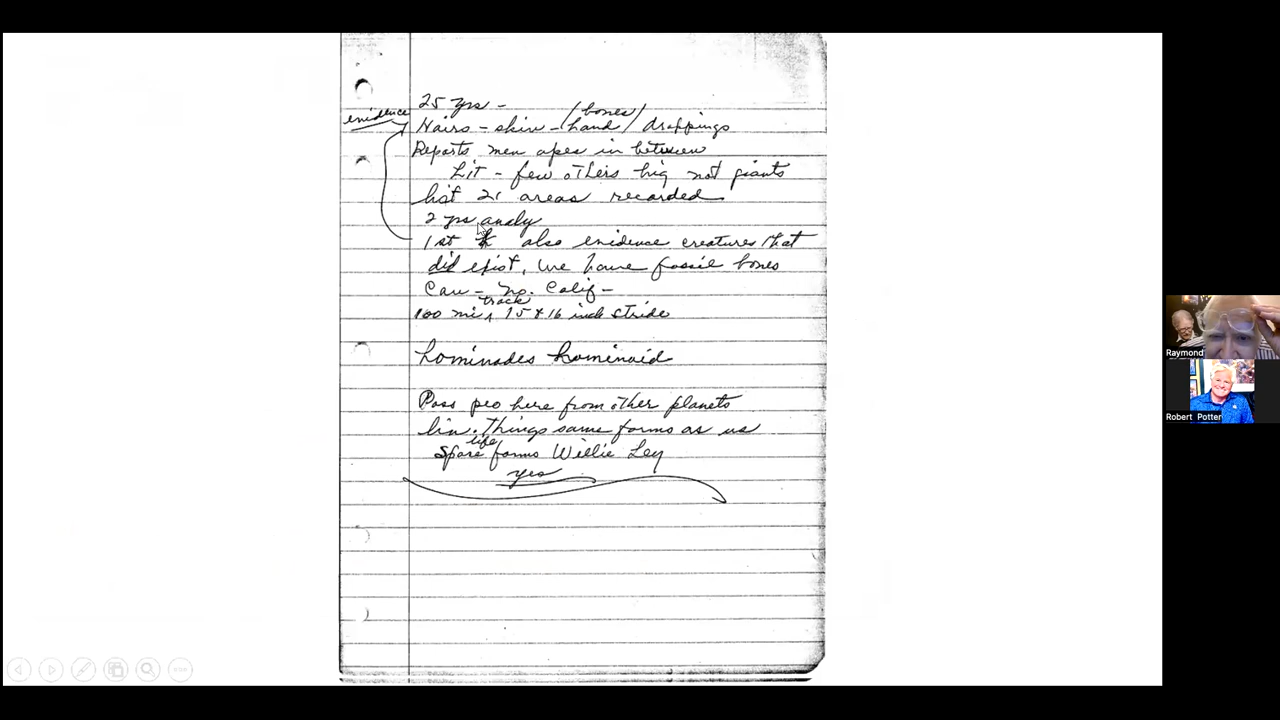 25 yrs -
evidence
(bones)
Hairs - skin - hand / droppings
Reports men apes in between
Lit - few others big not giants
list 21 areas recorded
2 yrs analy
1st also evidence creatures that
did exist, we have fossil bones
Can - No. Calif -
track
100 mi, 15 & 16 inch stride
hominades hominoid
Poss peo here from other planets
liv. Things same forms as us
life
Spore forms Willie Ley
yes
Raymond
Robert Potter